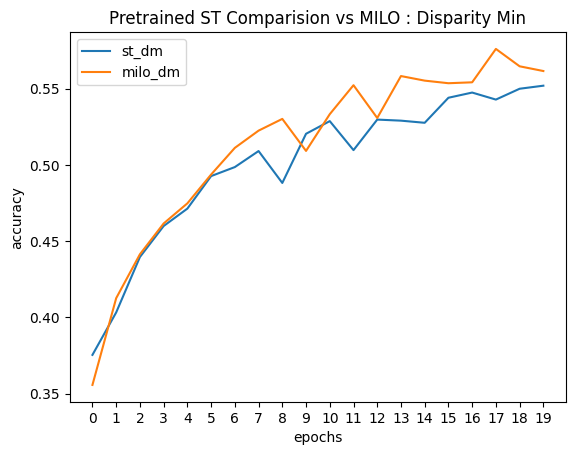 Pretrained ST Comparision vs MILO : Disparity Min
st_dm
milo_dm
accuracy
0.55
0.50
0.45
0.40
0.35
0 1 2 3 4 5 6 7 8 9 10 11 12 13 14 15 16 17 18 19
epochs